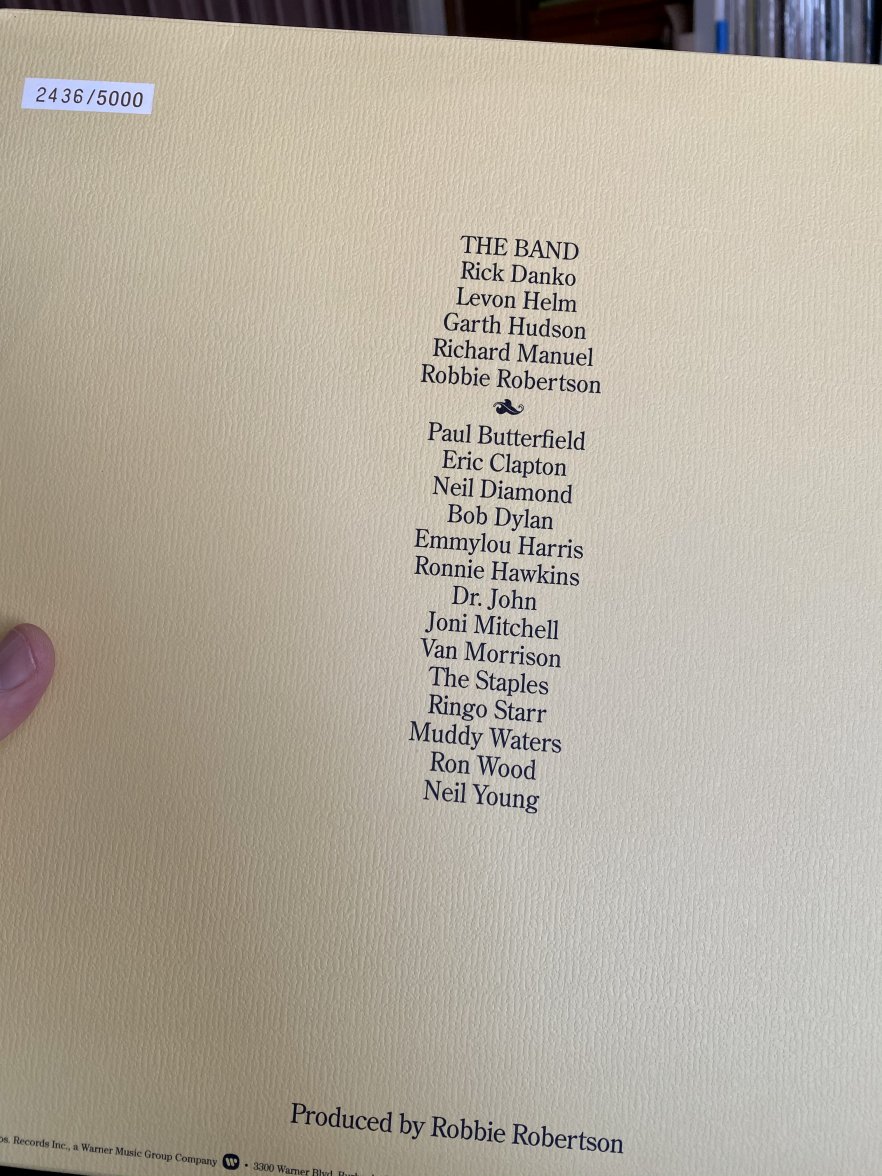 2436/5000
THE BAND
Rick Danko
Levon Helm
Garth Hudson
Richard Manuel
Robbie Robertson
Paul Butterfield
Eric Clapton
Neil Diamond
Bob Dylan
Emmylou Harris
Ronnie Hawkins
Dr. John
Joni Mitchell
Van Morrison
The Staples
Ringo Starr
Muddy Waters
Ron Wood
Neil Young
Produced by Robbie Robertson
Records Inc., a Warner Music Group Company W • 3300 Warner Blvd.